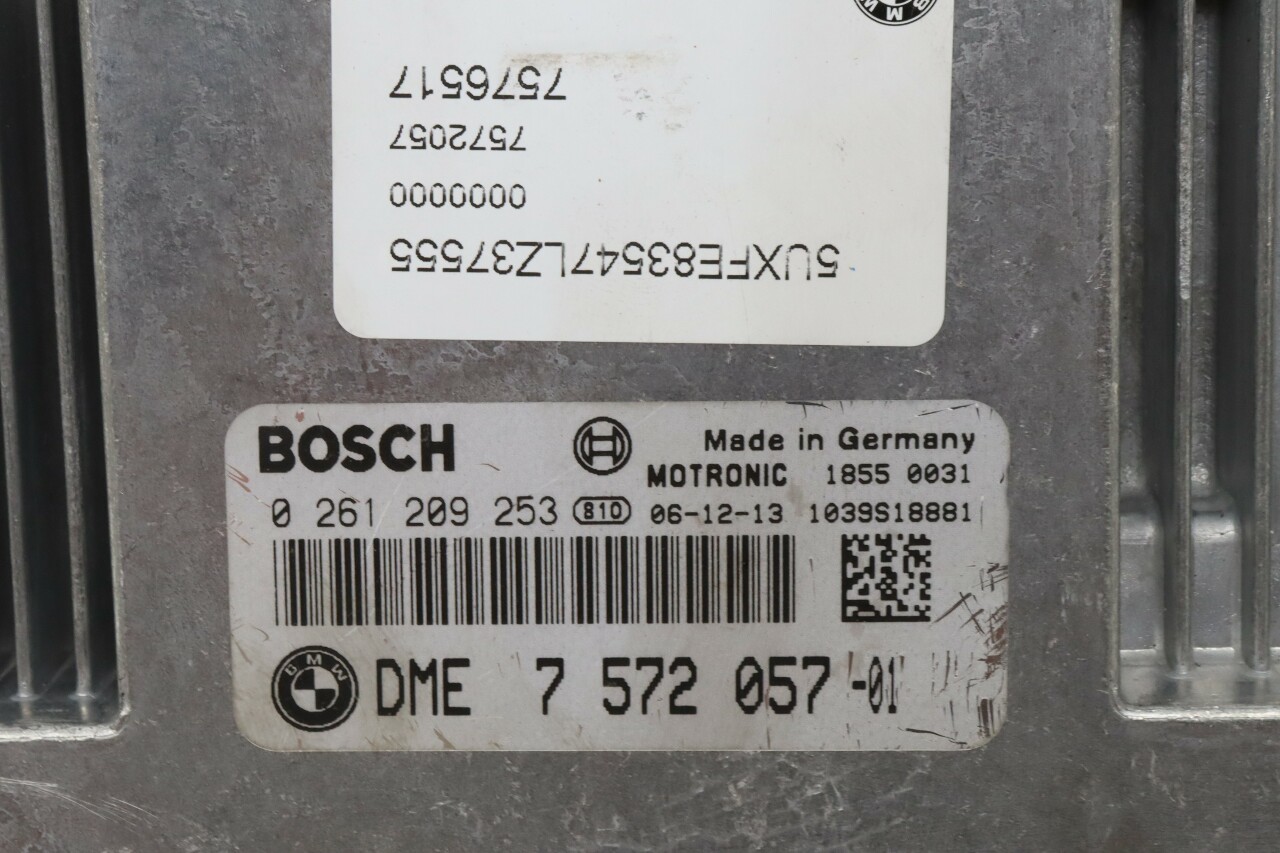 7576517
7572057
0000000
5UXFE83547LZ37555
BOSCH
Made in Germany
MOTRONIC 1855 0031
0 261 209 253 810 06-12-13 1039S18881
BMW DME 7 572 057 -01